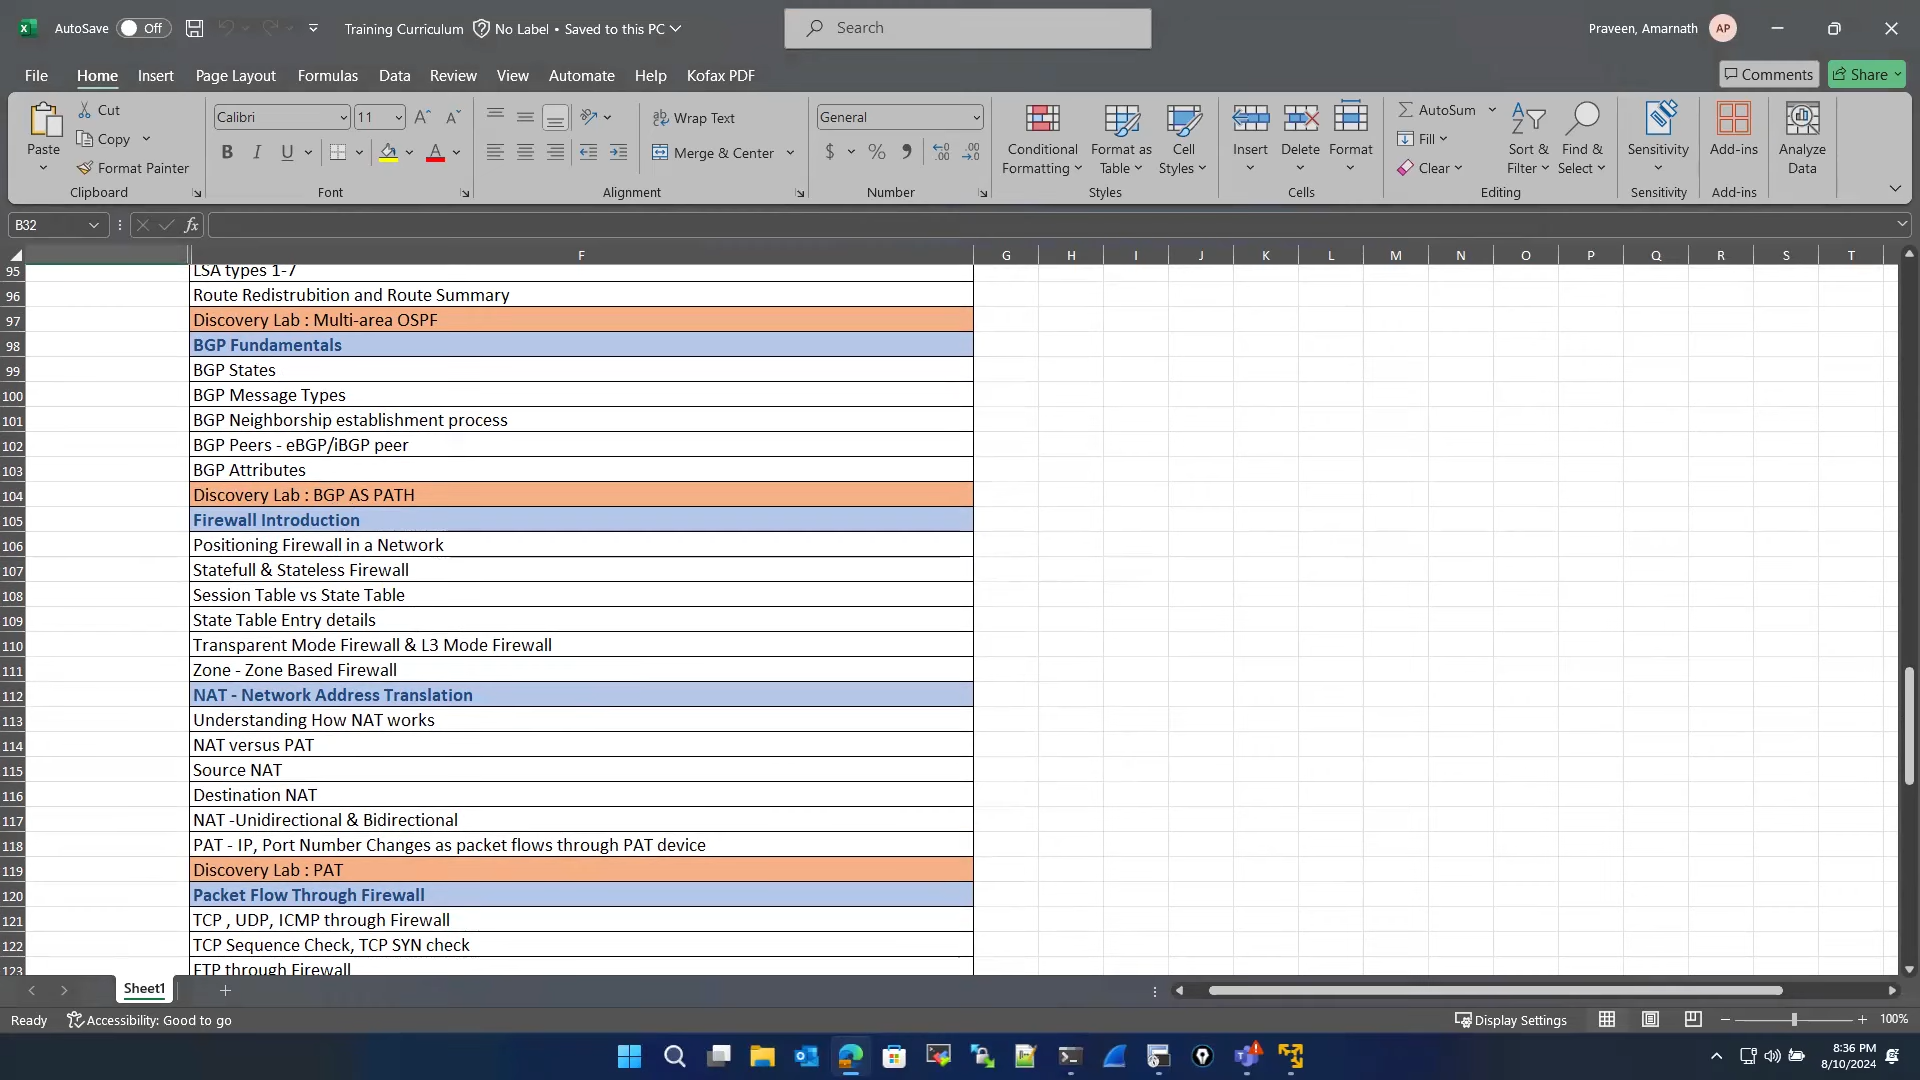 AutoSave Off Training Curriculum No Label • Saved to this PC Search Praveen, Amarnath AP
File Home Insert Page Layout Formulas Data Review View Automate Help Kofax PDF Comments Share
Paste Cut Copy Format Painter Clipboard
Calibri 11 B I U A Font
Wrap Text Merge & Center Alignment
General $ % Number
Conditional Formatting Format as Table Cell Styles Styles
Insert Delete Format Cells
AutoSum Fill Clear Sort & Filter Find & Select Editing
Sensitivity Sensitivity Add-ins Add-ins Analyze Data
B32 fx
F G H I J K L M N O P Q R S T
95 LSA types 1-7
96 Route Redistrubition and Route Summary
97 Discovery Lab : Multi-area OSPF
98 BGP Fundamentals
99 BGP States
100 BGP Message Types
101 BGP Neighborship establishment process
102 BGP Peers - eBGP/iBGP peer
103 BGP Attributes
104 Discovery Lab : BGP AS PATH
105 Firewall Introduction
106 Positioning Firewall in a Network
107 Statefull & Stateless Firewall
108 Session Table vs State Table
109 State Table Entry details
110 Transparent Mode Firewall & L3 Mode Firewall
111 Zone - Zone Based Firewall
112 NAT - Network Address Translation
113 Understanding How NAT works
114 NAT versus PAT
115 Source NAT
116 Destination NAT
117 NAT -Unidirectional & Bidirectional
118 PAT - IP, Port Number Changes as packet flows through PAT device
119 Discovery Lab : PAT
120 Packet Flow Through Firewall
121 TCP , UDP, ICMP through Firewall
122 TCP Sequence Check, TCP SYN check
123 FTP through Firewall
Sheet1
Ready Accessibility: Good to go Display Settings 100%
8:36 PM
8/10/2024